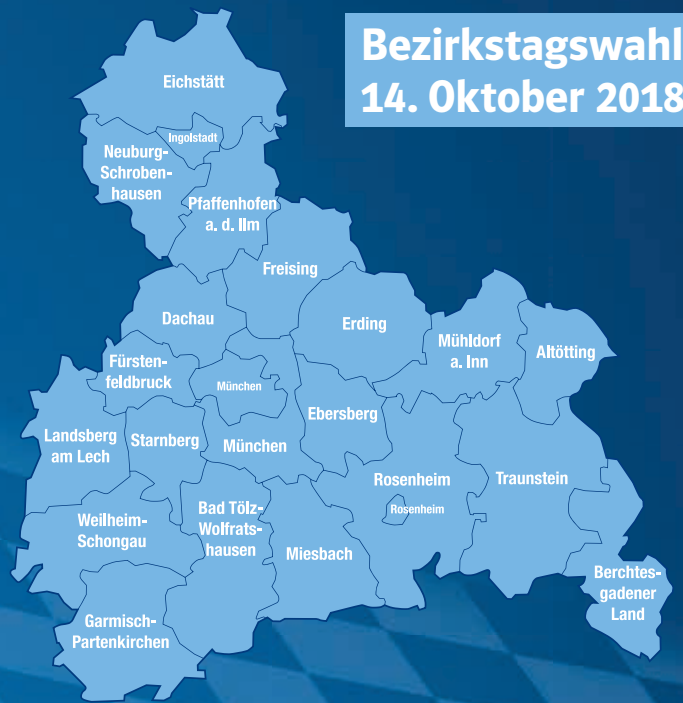 Bezirkstagswahl
14. Oktober 2018
Eichstätt
Ingolstadt
Neuburg-
Schroben-
hausen
Pfaffenhofen
a. d. Ilm
Freising
Dachau
Erding
Mühldorf
a. Inn
Altötting
Fürsten-
feldbruck
München
Ebersberg
Landsberg
am Lech
Starnberg
München
Rosenheim
Traunstein
Rosenheim
Weilheim-
Schongau
Bad Tölz-
Wolfrats-
hausen
Miesbach
Berchtes-
gadener
Land
Garmisch-
Partenkirchen